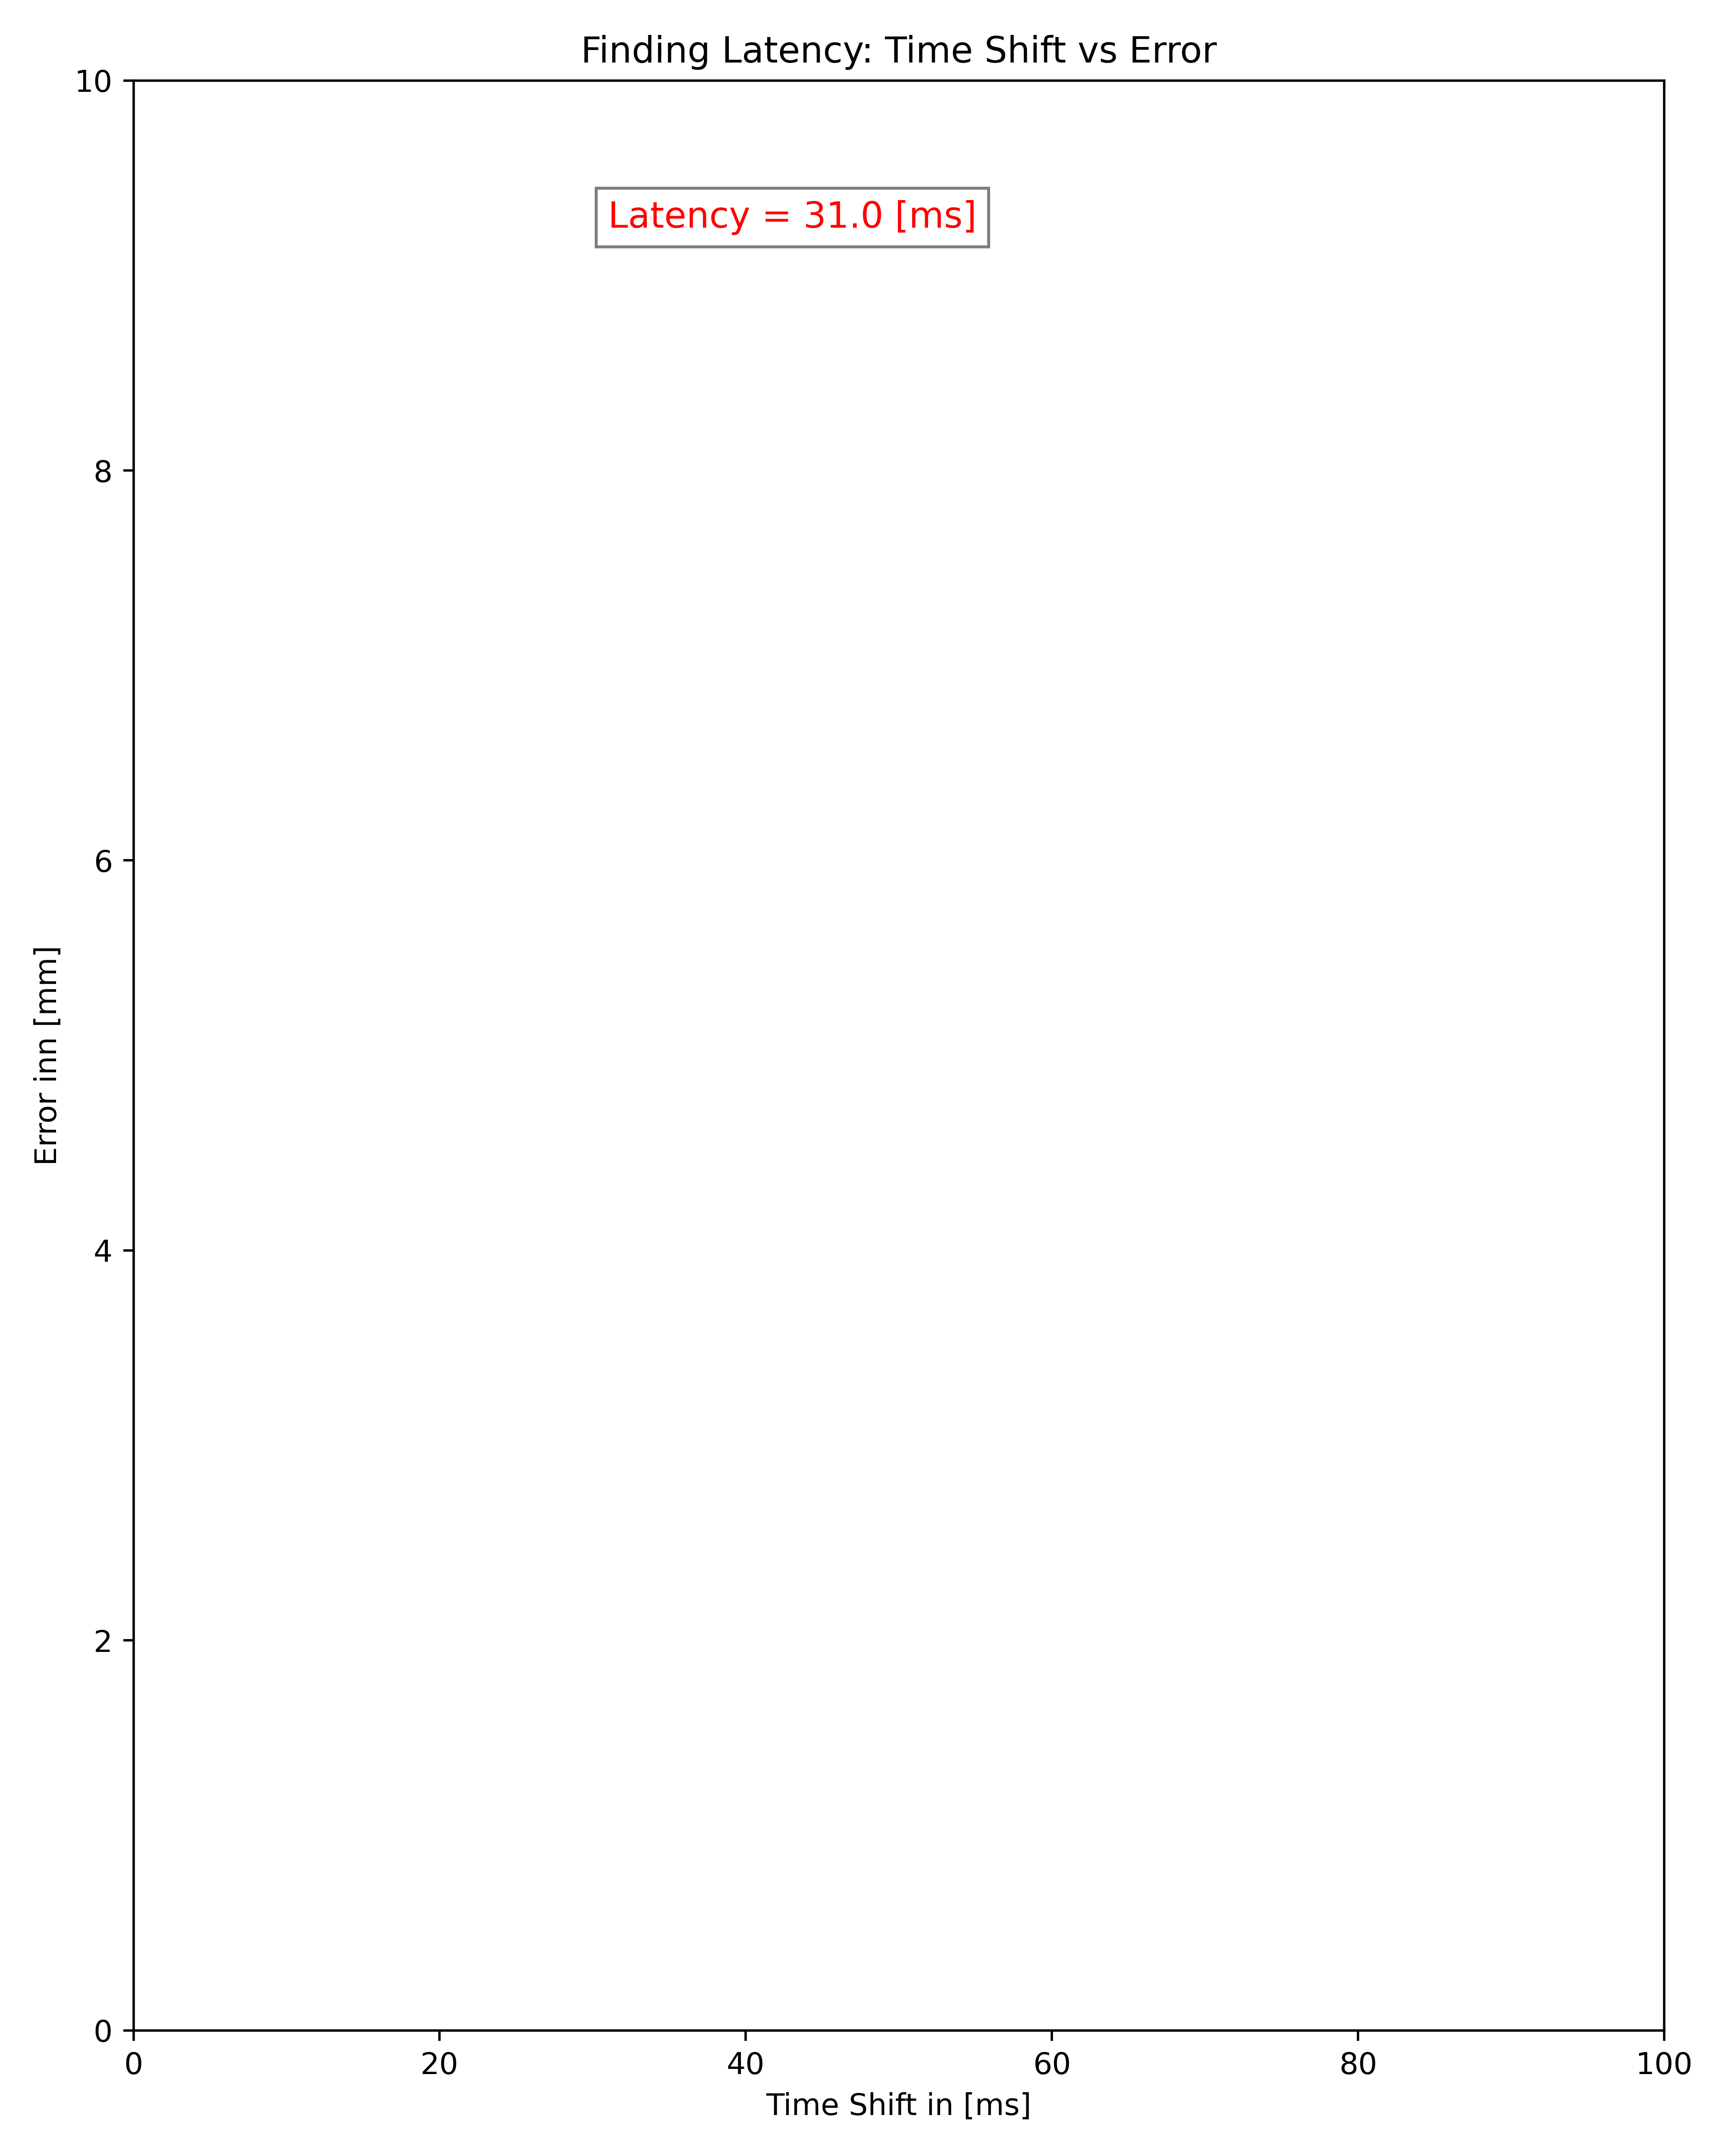 Finding Latency: Time Shift vs Error
10
Latency = 31.0 [ms]
8
6
Error inn [mm]
4
2
0
0 20 40 60 80 100
Time Shift in [ms]